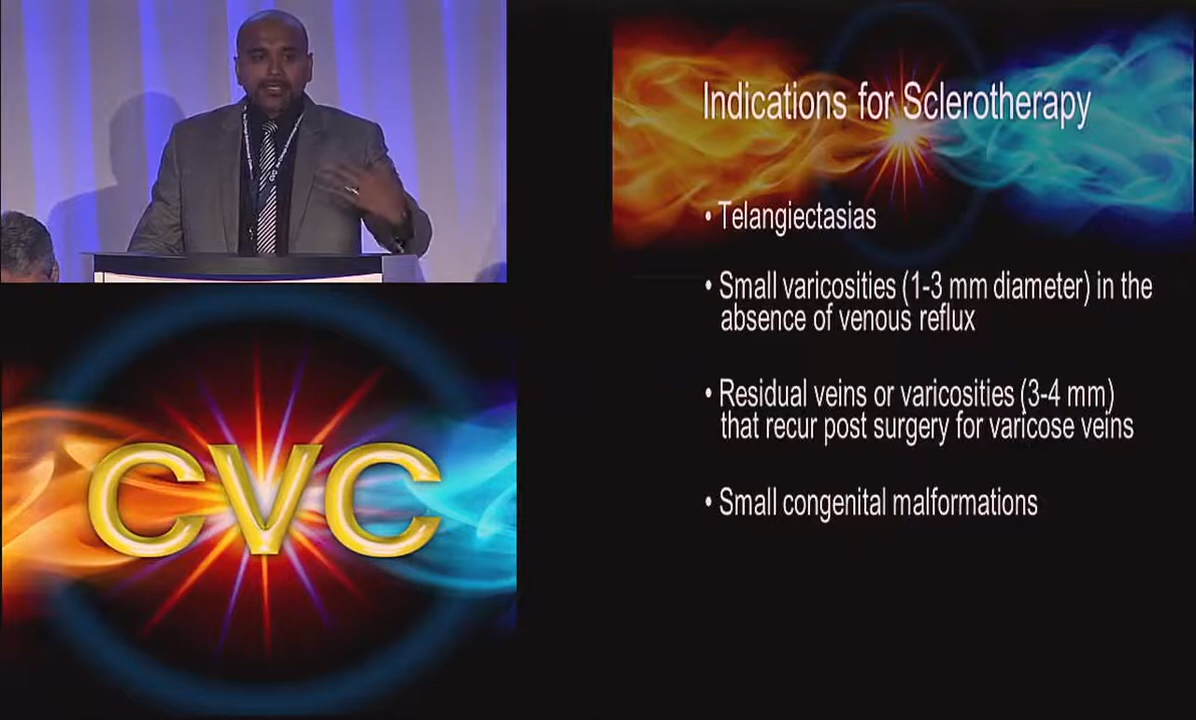 Indications for Sclerotherapy
• Telangiectasias
• Small varicosities (1-3 mm diameter) in the
absence of venous reflux
• Residual veins or varicosities (3-4 mm)
that recur post surgery for varicose veins
• Small congenital malformations
CVC